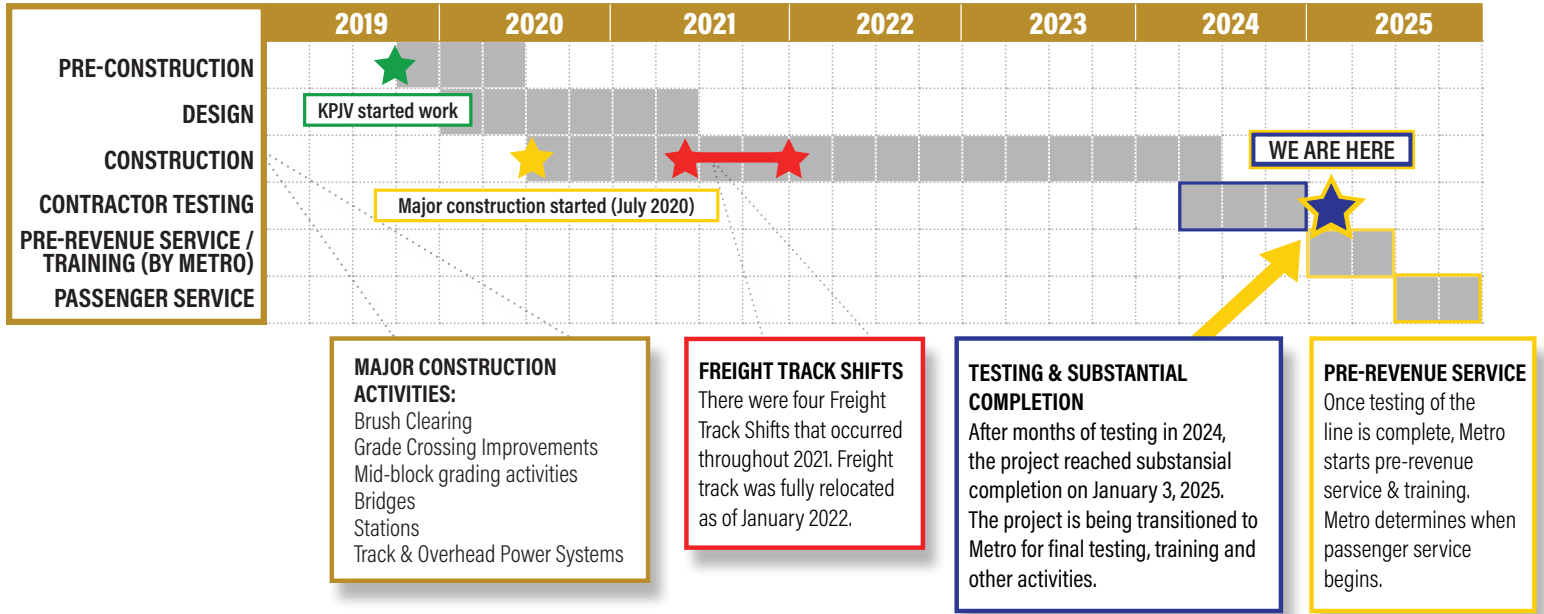 2019 2020 2021 2022 2023 2024 2025
PRE-CONSTRUCTION
DESIGN
CONSTRUCTION
CONTRACTOR TESTING
PRE-REVENUE SERVICE /
TRAINING (BY METRO)
PASSENGER SERVICE
KPJV started work
Major construction started (July 2020)
WE ARE HERE
MAJOR CONSTRUCTION
ACTIVITIES:
Brush Clearing
Grade Crossing Improvements
Mid-block grading activities
Bridges
Stations
Track & Overhead Power Systems
FREIGHT TRACK SHIFTS
There were four Freight
Track Shifts that occurred
throughout 2021. Freight
track was fully relocated
as of January 2022.
TESTING & SUBSTANTIAL
COMPLETION
After months of testing in 2024,
the project reached substansial
completion on January 3, 2025.
The project is being transitioned to
Metro for final testing, training and
other activities.
PRE-REVENUE SERVICE
Once testing of the
line is complete, Metro
starts pre-revenue
service & training.
Metro determines when
passenger service
begins.